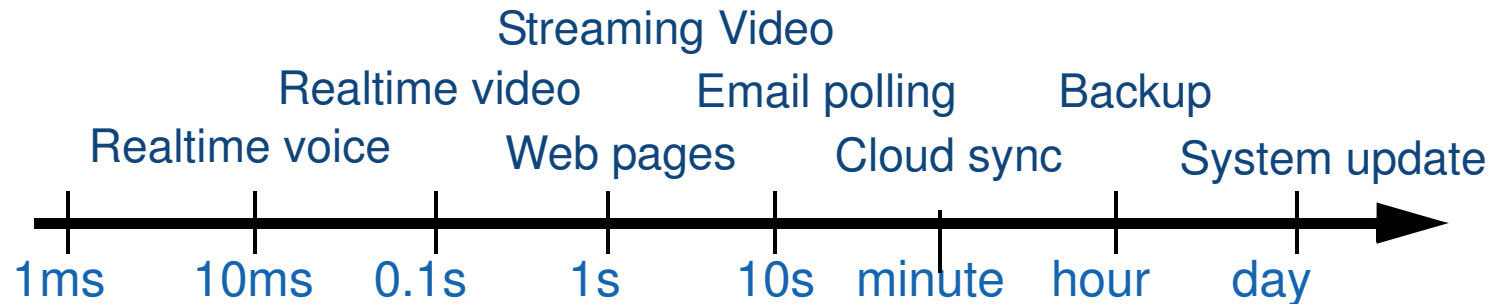 Streaming Video
Realtime video Email polling Backup
Realtime voice Web pages Cloud sync System update
1ms 10ms 0.1s 1s 10s minute hour day